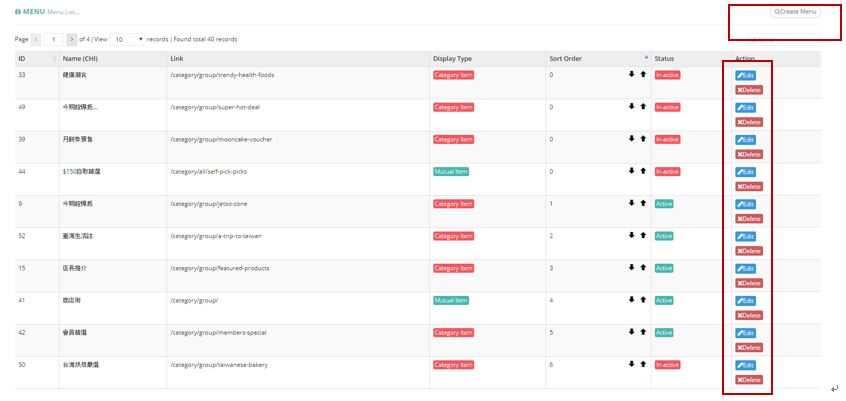 MENU Menu List... Create Menu
Page 1 of 4 | View 10 records | Found total 40 records
ID Name (CHI) Link Display Type Sort Order Status Action
33 健康潮食 /category/group/trendy-health-foods Category Item 0 In-active Edit
Delete
49 今期超爆抵... /category/group/super-hot-deal Category Item 0 In-active Edit
Delete
39 月餅券預售 /category/group/mooncake-voucher Category Item 0 In-active Edit
Delete
44 $150自取精選 /category/all/self-pick-picks Mutual Item 0 In-active Edit
Delete
9 今期超爆抵 /category/group/jetso-zone Category Item 1 Active Edit
Delete
52 臺灣生活誌 /category/group/a-trip-to-taiwan Category Item 2 Active Edit
Delete
15 店長推介 /category/group/featured-products Category Item 3 Active Edit
Delete
41 商店街 /category/group/ Mutual Item 4 Active Edit
Delete
42 會員精選 /category/group/members-special Category Item 5 Active Edit
Delete
50 台灣烘焙嚴選 /category/group/taiwanese-bakery Category Item 6 In-active Edit
Delete